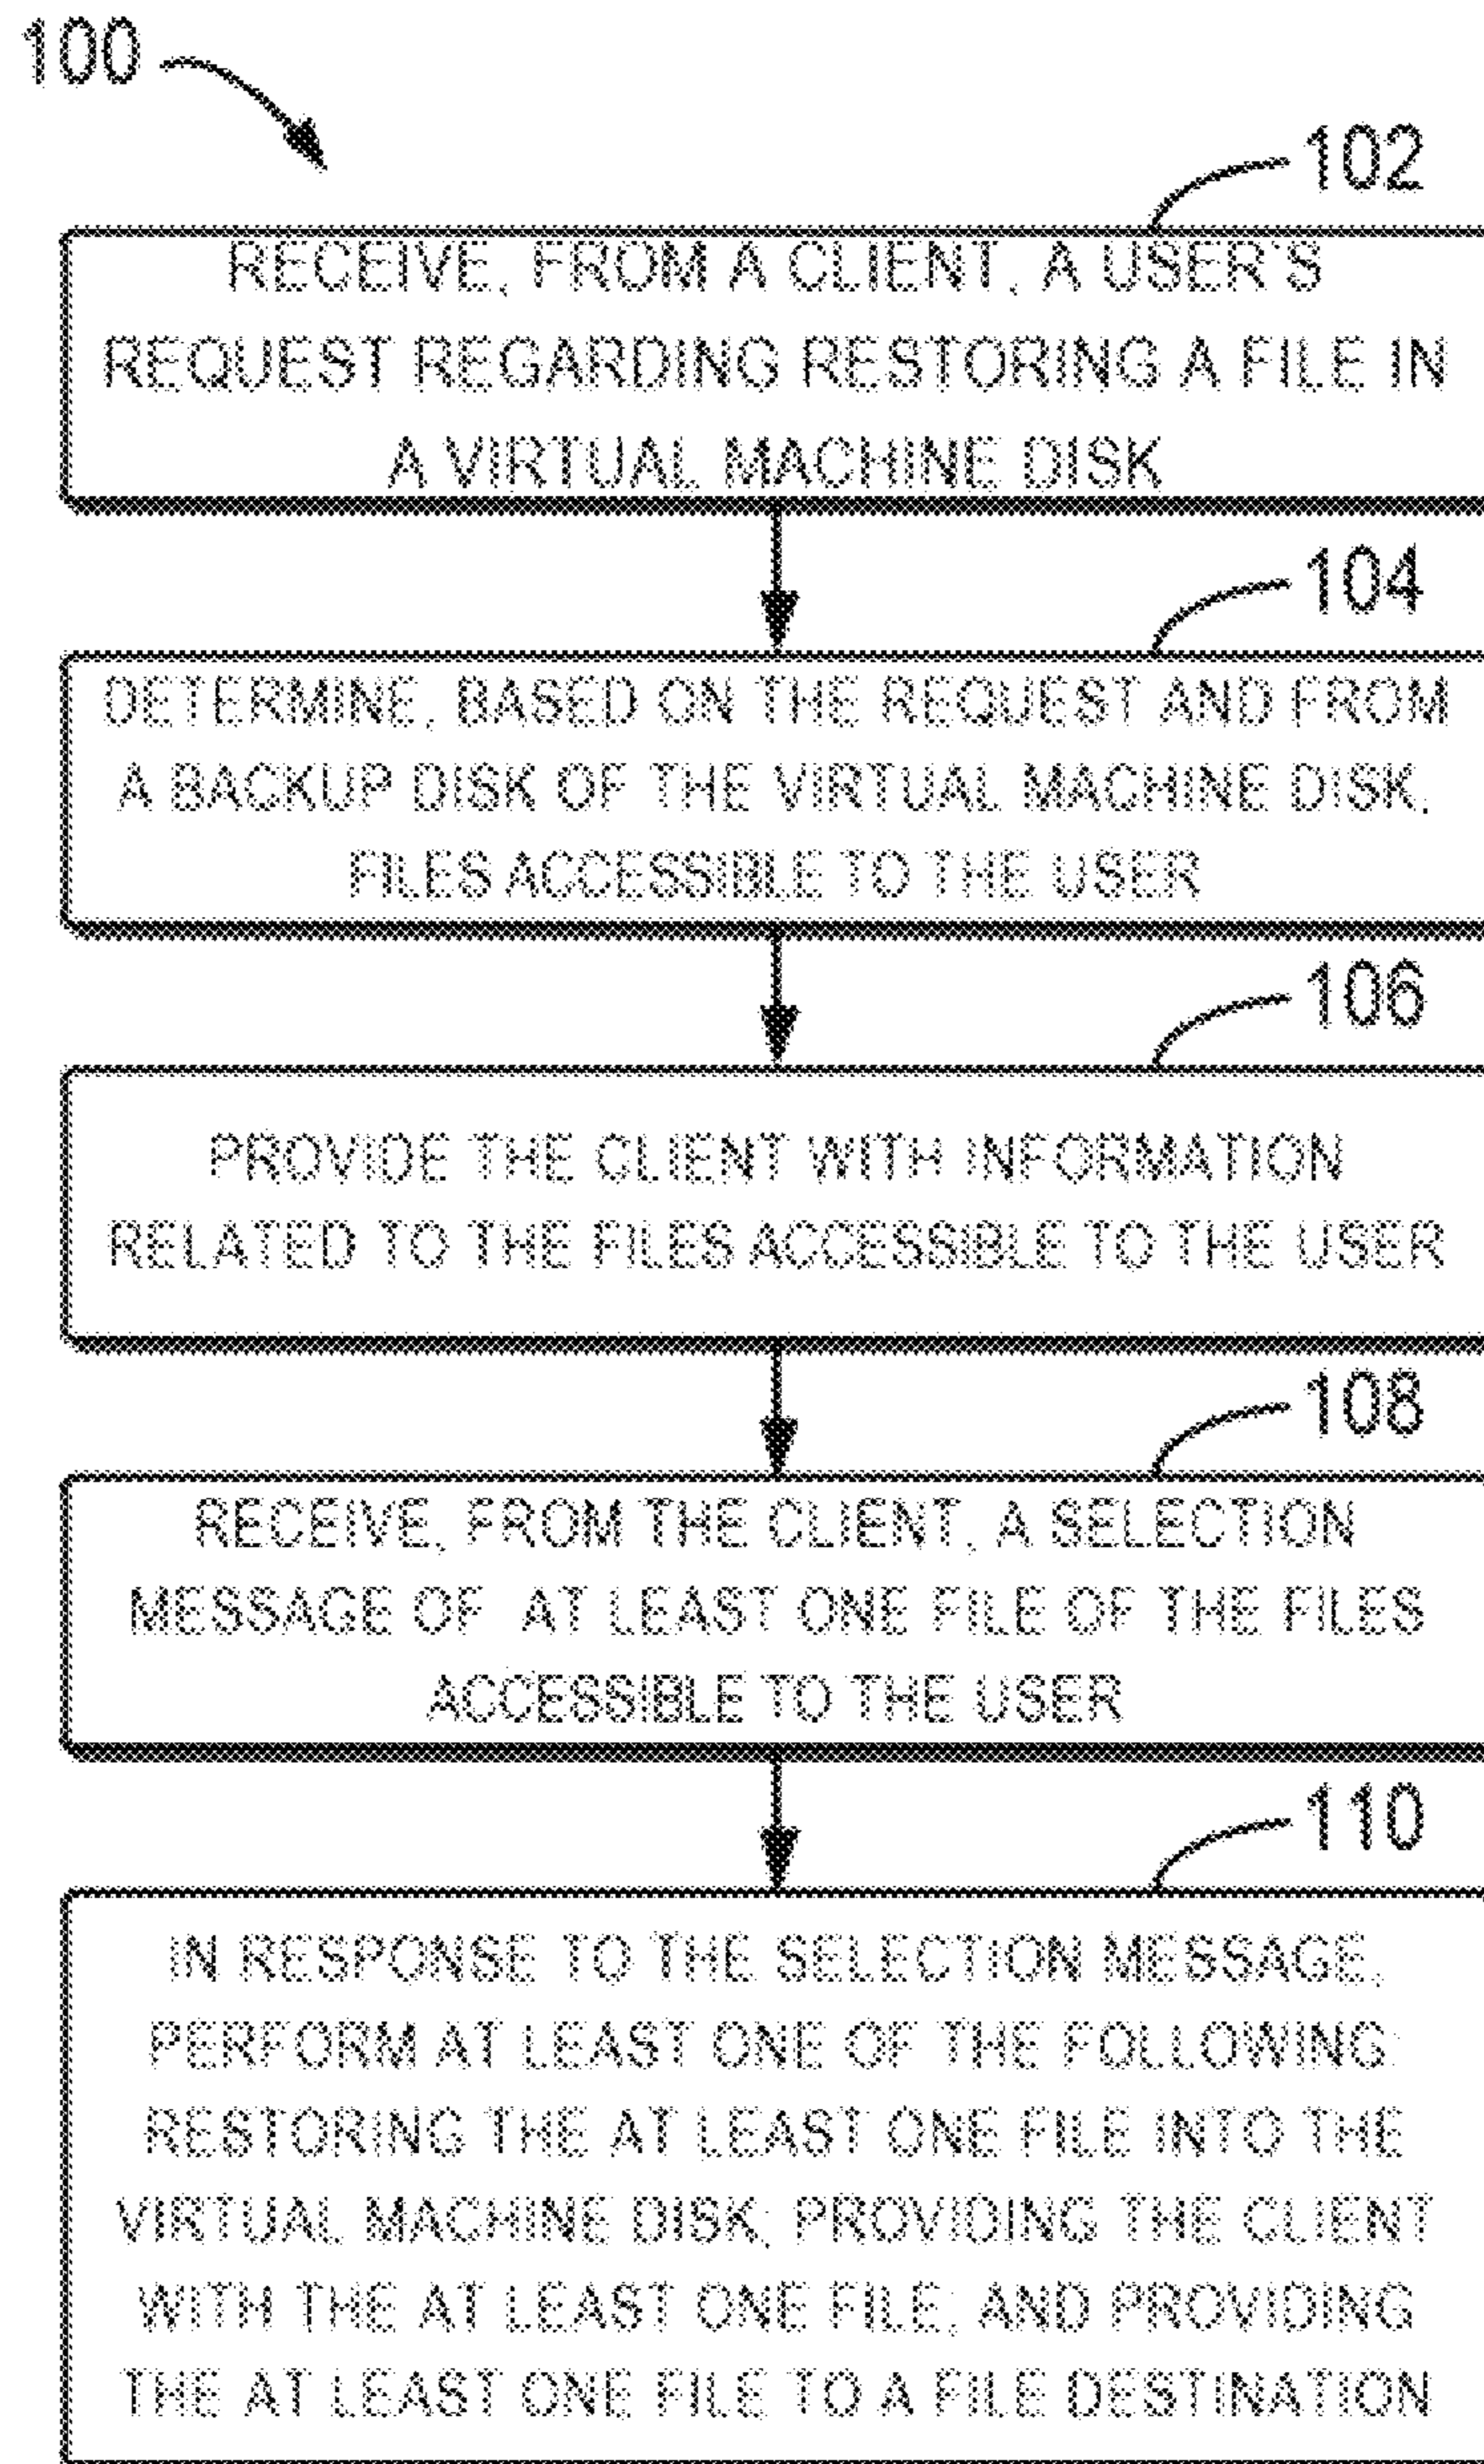 100
102
RECEIVE, FROM A CLIENT, A USER'S
REQUEST REGARDING RESTORING A FILE IN
A VIRTUAL MACHINE DISK
104
DETERMINE, BASED ON THE REQUEST AND FROM
A BACKUP DISK OF THE VIRTUAL MACHINE DISK,
FILES ACCESSIBLE TO THE USER
106
PROVIDE THE CLIENT WITH INFORMATION
RELATED TO THE FILES ACCESSIBLE TO THE USER
108
RECEIVE, FROM THE CLIENT, A SELECTION
MESSAGE OF AT LEAST ONE FILE OF THE FILES
ACCESSIBLE TO THE USER
110
IN RESPONSE TO THE SELECTION MESSAGE,
PERFORM AT LEAST ONE OF THE FOLLOWING:
RESTORING THE AT LEAST ONE FILE INTO THE
VIRTUAL MACHINE DISK; PROVIDING THE CLIENT
WITH THE AT LEAST ONE FILE; AND PROVIDING
THE AT LEAST ONE FILE TO A FILE DESTINATION